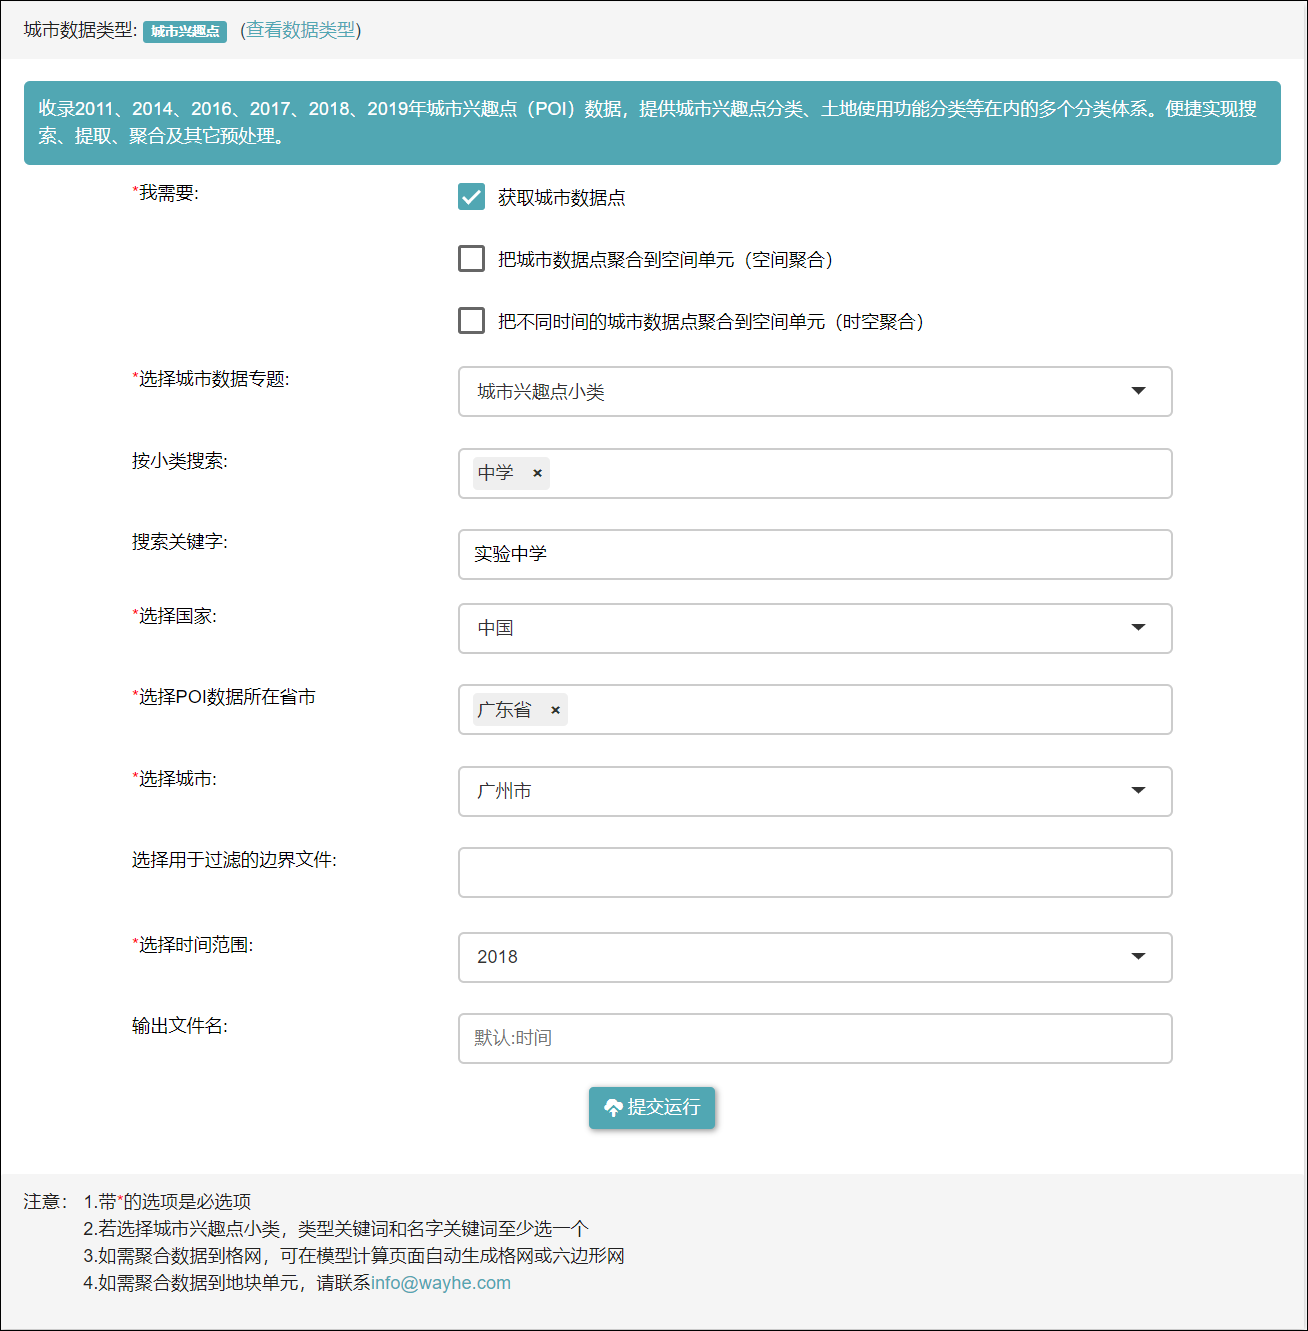 城市数据类型: 城市兴趣点 (查看数据类型)
收录2011、2014、2016、2017、2018、2019年城市兴趣点（POI）数据，提供城市兴趣点分类、土地使用功能分类等在内的多个分类体系。便捷实现搜
索、提取、聚合及其它预处理。
*我需要:
获取城市数据点
把城市数据点聚合到空间单元（空间聚合）
把不同时间的城市数据点聚合到空间单元（时空聚合）
*选择城市数据专题:
城市兴趣点小类
按小类搜索:
中学 ×
搜索关键字:
实验中学
*选择国家:
中国
*选择POI数据所在省市
广东省 ×
*选择城市:
广州市
选择用于过滤的边界文件:
*选择时间范围:
2018
输出文件名:
默认:时间
提交运行
注意： 1.带*的选项是必选项
2.若选择城市兴趣点小类，类型关键词和名字关键词至少选一个
3.如需聚合数据到格网，可在模型计算页面自动生成格网或六边形网
4.如需聚合数据到地块单元，请联系info@wayhe.com